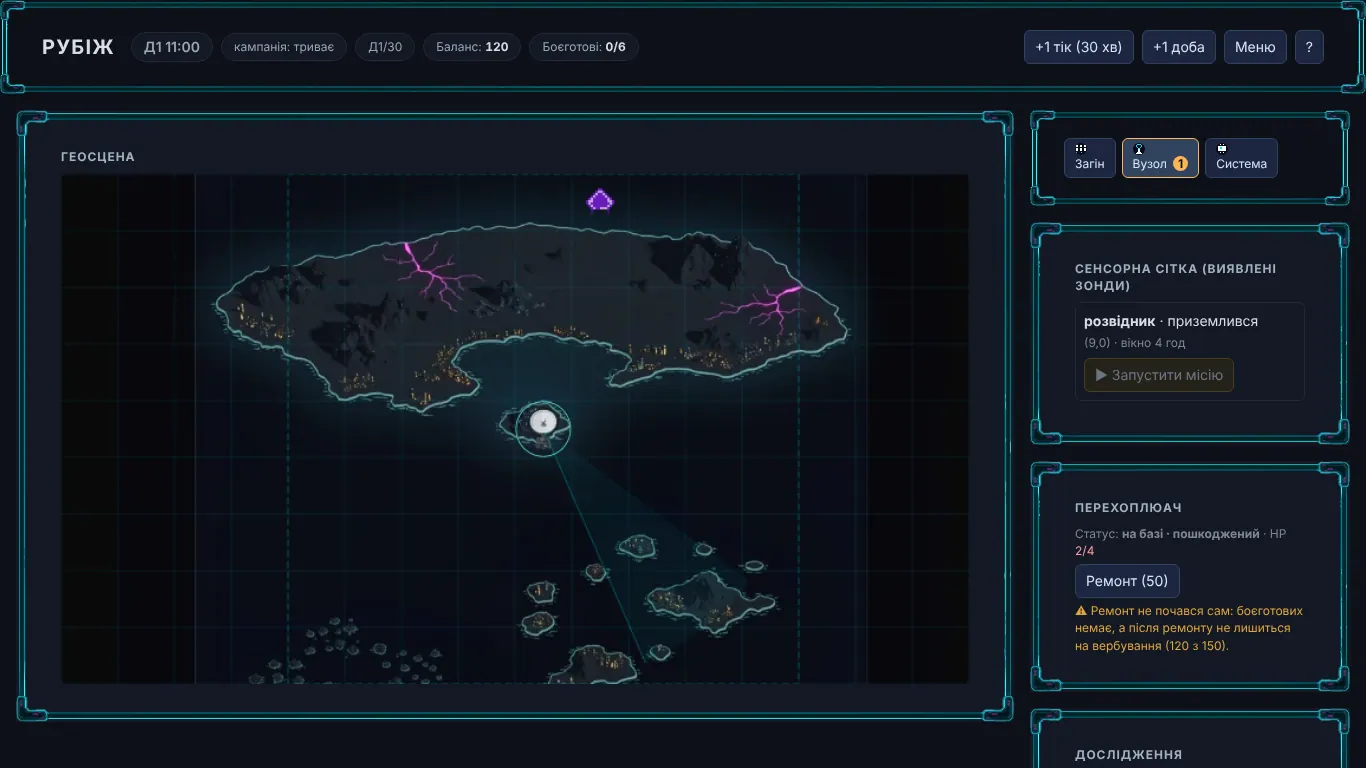 РУБІЖ
Д1 11:00
кампанія: триває
Д1/30
Баланс: 120
Боєготові: 0/6
+1 тік (30 хв)
+1 доба
Меню
?
ГЕОСЦЕНА
Загін
Вузол 1
Система
СЕНСОРНА СІТКА (ВИЯВЛЕНІ
ЗОНДИ)
розвідник · приземлився
(9,0) · вікно 4 год
▶ Запустити місію
ПЕРЕХОПЛЮАЧ
Статус: на базі · пошкоджений · HP
2/4
Ремонт (50)
⚠ Ремонт не почався сам: боєготових
немає, а після ремонту не лишиться
на вербування (120 з 150).
ДОСЛІДЖЕННЯ